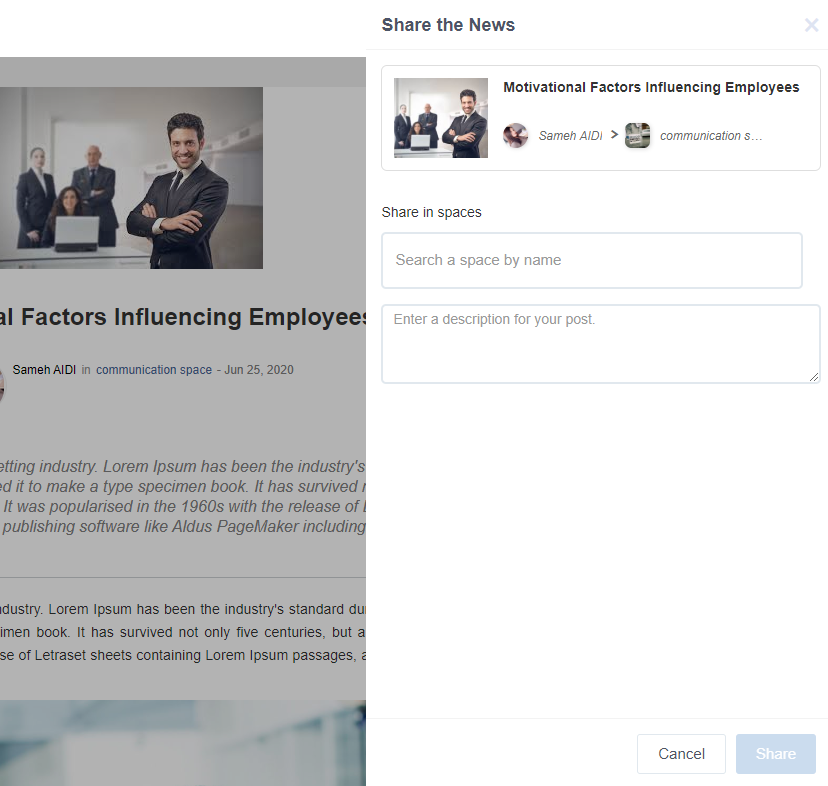 Share the News
Motivational Factors Influencing Employees
Sameh AIDI > communication s...
Share in spaces
Search a space by name
Enter a description for your post.
Cancel
Share
al Factors Influencing Employees
Sameh AIDI in communication space - Jun 25, 2020
etting industry. Lorem Ipsum has been the industry's
ed it to make a type specimen book. It has survived
It was popularised in the 1960s with the release of
publishing software like Aldus PageMaker including
ndustry. Lorem Ipsum has been the industry's standard du
imen book. It has survived not only five centuries, but a
se of Letraset sheets containing Lorem Ipsum passages, a